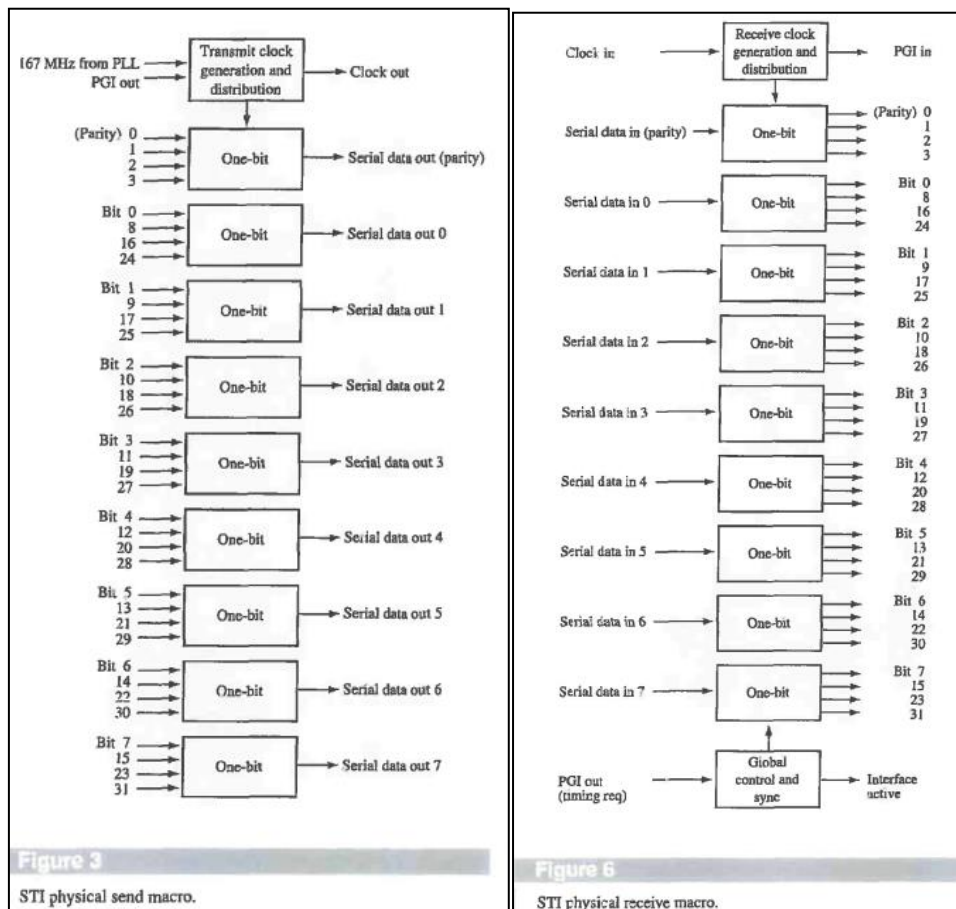 167 MHz from PLL
PGI out
Transmit clock
generation and
distribution
Clock out
(Parity) 0
1
2
3
One-bit
Serial data out (parity)
Bit 0
8
16
24
One-bit
Serial data out 0
Bit 1
9
17
25
One-bit
Serial data out 1
Bit 2
10
18
26
One-bit
Serial data out 2
Bit 3
11
19
27
One-bit
Serial data out 3
Bit 4
12
20
28
One-bit
Serial data out 4
Bit 5
13
21
29
One-bit
Serial data out 5
Bit 6
14
22
30
One-bit
Serial data out 6
Bit 7
15
23
31
One-bit
Serial data out 7
Figure 3
STI physical send macro.
Clock in
Receive clock
generation and
distribution
PGI in
Serial data in (parity)
One-bit
(Parity) 0
1
2
3
Serial data in 0
One-bit
Bit 0
8
16
24
Serial data in 1
One-bit
Bit 1
9
17
25
Serial data in 2
One-bit
Bit 2
10
18
26
Serial data in 3
One-bit
Bit 3
11
19
27
Serial data in 4
One-bit
Bit 4
12
20
28
Serial data in 5
One-bit
Bit 5
13
21
29
Serial data in 6
One-bit
Bit 6
14
22
30
Serial data in 7
One-bit
Bit 7
15
23
31
PGI out
(timing req)
Global
control and
sync
Interface
active
Figure 6
STI physical receive macro.